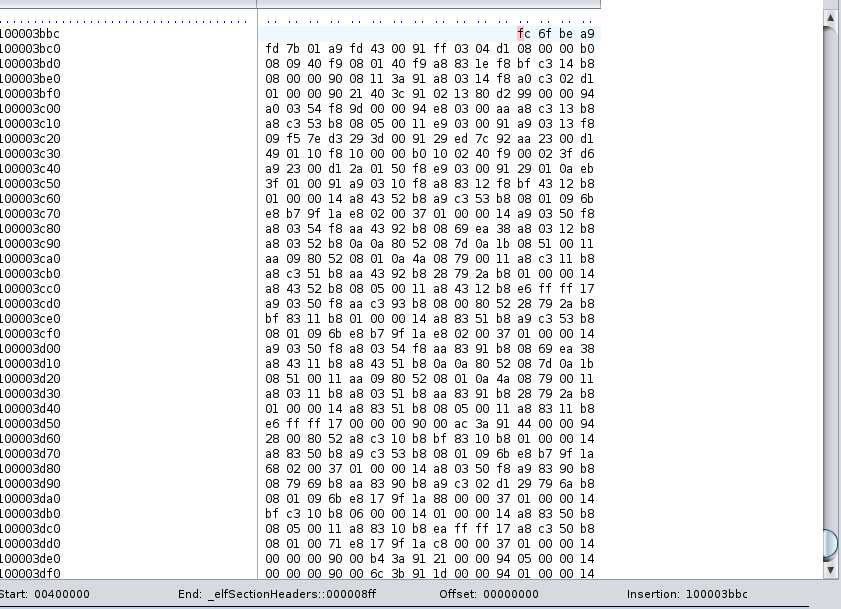 100003bbc fc 6f be a9
100003bc0 fd 7b 01 a9 fd 43 00 91 ff 03 04 d1 08 00 00 b0
100003bd0 08 09 40 f9 08 01 40 f9 a8 83 1e f8 bf c3 14 b8
100003be0 08 00 00 90 08 11 3a 91 a8 03 14 f8 a0 c3 02 d1
100003bf0 01 00 00 90 21 40 3c 91 02 13 80 d2 99 00 00 94
100003c00 a0 03 54 f8 9d 00 00 94 e8 03 00 aa a8 c3 13 b8
100003c10 a8 c3 53 b8 08 05 00 11 e9 03 00 91 a9 03 13 f8
100003c20 09 f5 7e d3 29 3d 00 91 29 ed 7c 92 aa 23 00 d1
100003c30 49 01 10 f8 10 00 00 b0 10 02 40 f9 00 02 3f d6
100003c40 a9 23 00 d1 2a 01 50 f8 e9 03 00 91 29 01 0a eb
100003c50 3f 01 00 91 a9 03 10 f8 a8 83 12 f8 bf 43 12 b8
100003c60 01 00 00 14 a8 43 52 b8 a9 c3 53 b8 08 01 09 6b
100003c70 e8 b7 9f 1a e8 02 00 37 01 00 00 14 a9 03 50 f8
100003c80 a8 03 54 f8 aa 43 92 b8 08 69 ea 38 a8 03 12 b8
100003c90 a8 03 52 b8 0a 0a 80 52 08 7d 0a 1b 08 51 00 11
100003ca0 aa 09 80 52 08 01 0a 4a 08 79 00 11 a8 c3 11 b8
100003cb0 a8 c3 51 b8 aa 43 92 b8 28 79 2a b8 01 00 00 14
100003cc0 a8 43 52 b8 08 05 00 11 a8 43 12 b8 e6 ff ff 17
100003cd0 a9 03 50 f8 aa c3 93 b8 08 00 80 52 28 79 2a b8
100003ce0 bf 83 11 b8 01 00 00 14 a8 83 51 b8 a9 c3 53 b8
100003cf0 08 01 09 6b e8 b7 9f 1a e8 02 00 37 01 00 00 14
100003d00 a9 03 50 f8 a8 03 54 f8 aa 83 91 b8 08 69 ea 38
100003d10 a8 43 11 b8 a8 43 51 b8 0a 0a 80 52 08 7d 0a 1b
100003d20 08 51 00 11 aa 09 80 52 08 01 0a 4a 08 79 00 11
100003d30 a8 03 11 b8 a8 03 51 b8 aa 83 91 b8 28 79 2a b8
100003d40 01 00 00 14 a8 83 51 b8 08 05 00 11 a8 83 11 b8
100003d50 e6 ff ff 17 00 00 00 90 00 ac 3a 91 44 00 00 94
100003d60 28 00 80 52 a8 c3 10 b8 bf 83 10 b8 01 00 00 14
100003d70 a8 83 50 b8 a9 c3 53 b8 08 01 09 6b e8 b7 9f 1a
100003d80 68 02 00 37 01 00 00 14 a8 03 50 f8 a9 83 90 b8
100003d90 08 79 69 b8 aa 83 90 b8 a9 c3 02 d1 29 79 6a b8
100003da0 08 01 09 6b e8 17 9f 1a 88 00 00 37 01 00 00 14
100003db0 bf c3 10 b8 06 00 00 14 01 00 00 14 a8 83 50 b8
100003dc0 08 05 00 11 a8 83 10 b8 ea ff ff 17 a8 c3 50 b8
100003dd0 08 01 00 71 e8 17 9f 1a c8 00 00 37 01 00 00 14
100003de0 00 00 00 90 00 b4 3a 91 21 00 00 94 05 00 00 14
100003df0 00 00 00 90 00 6c 3b 91 1d 00 00 94 01 00 00 14
Start: 00400000 End: _elfSectionHeaders::000008ff Offset: 00000000 Insertion: 100003bbc